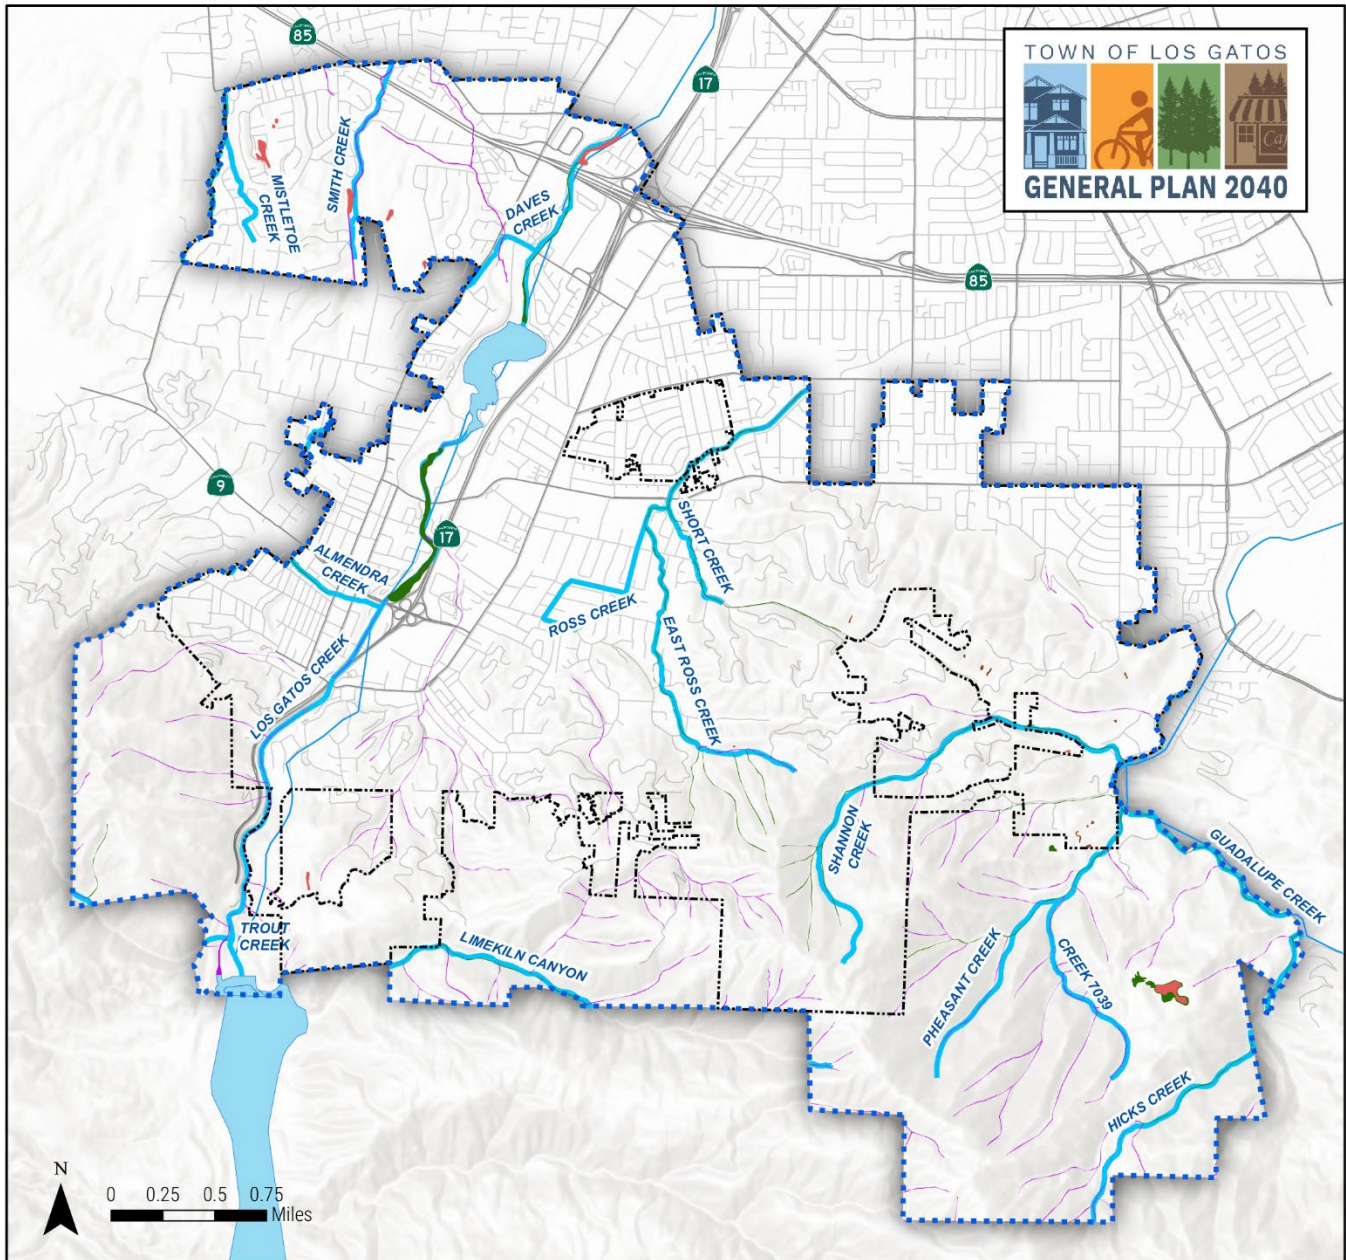 85
17
TOWN OF LOS GATOS
Caf
GENERAL PLAN 2040
SMITH CREEK
MISTLETOE
CREEK
DAVES
CREEK
85
9
17
ALMENDRA
CREEK
SHORT CREEK
ROSS CREEK
EAST ROSS CREEK
LOS GATOS CREEK
SHANNON
CREEK
GUADALUPE CREEK
TROUT
CREEK
LIMEKILN CANYON
PHEASANT CREEK
CREEK 7039
HICKS CREEK
N
0 0.25 0.5 0.75
Miles